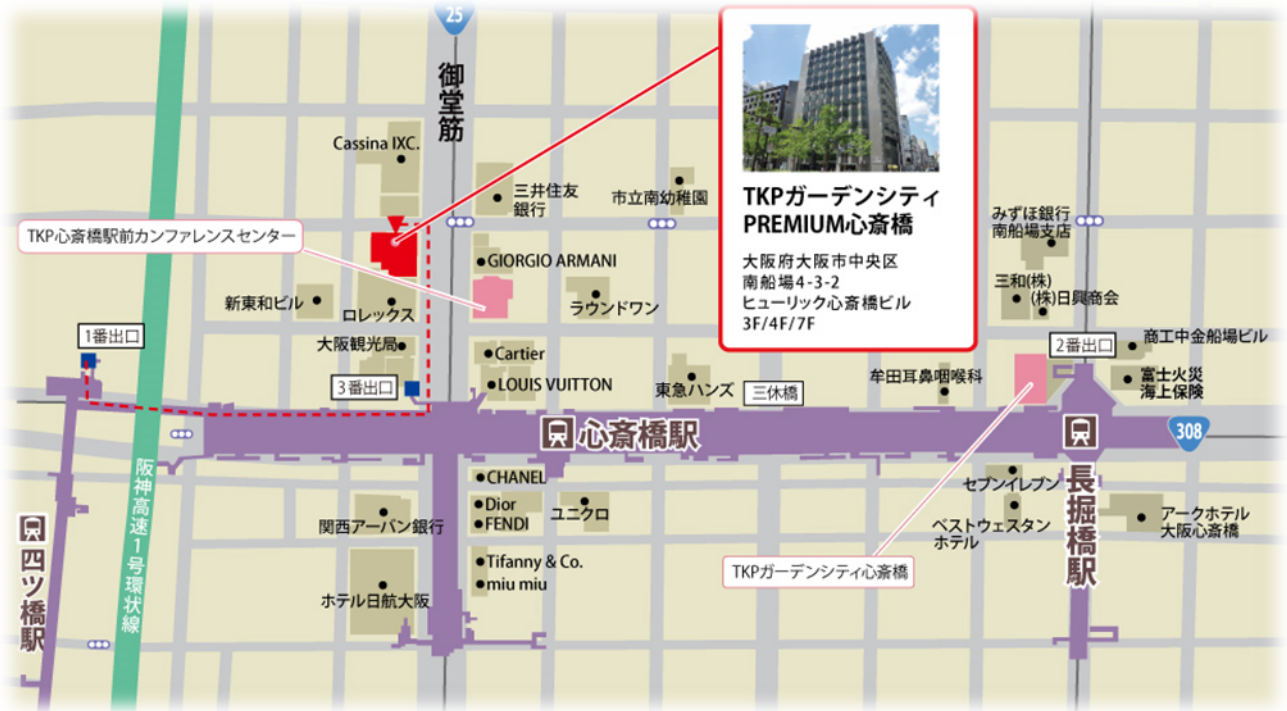 25
御堂筋
Cassina IXC.
三井住友
銀行
市立南幼稚園
TKPガーデンシティ
PREMIUM心斎橋
大阪府大阪市中央区
南船場4-3-2
ヒューリック心斎橋ビル
3F/4F/7F
みずほ銀行
南船場支店
TKP心斎橋駅前カンファレンスセンター
GIORGIO ARMANI
新東和ビル
ロレックス
ラウンドワン
三和(株)
(株)日興商会
1番出口
大阪観光局
Cartier
2番出口
商工中金船場ビル
3番出口
LOUIS VUITTON
東急ハンズ
三休橋
牟田耳鼻咽喉科
富士火災
海上保険
心斎橋駅
308
阪神高速1号環状線
CHANEL
Dior
FENDI
ユニクロ
関西アーバン銀行
セブンイレブン
ベストウェスタン
ホテル
長堀橋駅
アークホテル
大阪心斎橋
四ツ橋駅
Tifanny & Co.
miu miu
ホテル日航大阪
TKPガーデンシティ心斎橋